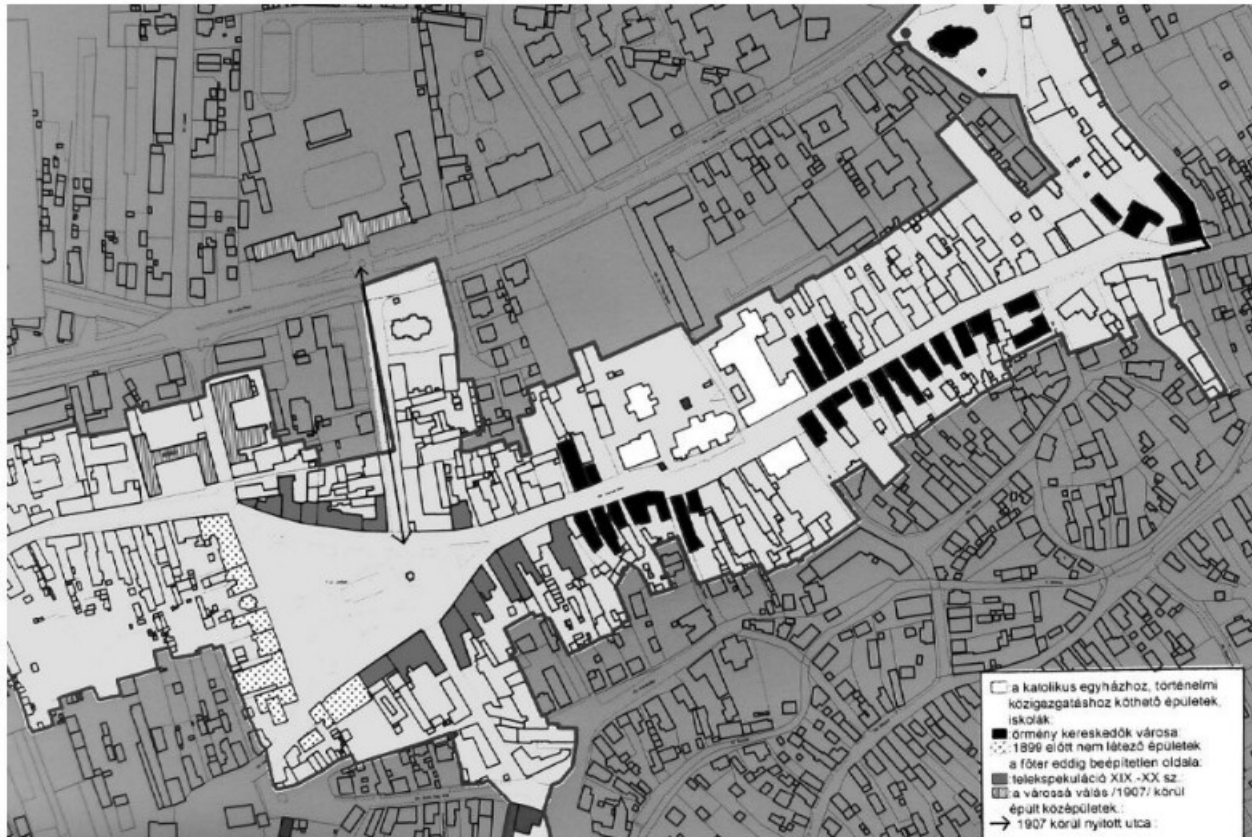 a katolikus egyházhoz, történelmi
közigazgatáshoz köthető épületek,
iskolák:
örmény kereskedők városa:
1899 előtt nem létező épületek
a főter eddig beépítetlen oldala:
telekspekuláció XIX.-XX sz.:
a várossá válás /1907/ körül
épült középületek.:
1907 körül nyitott utca: